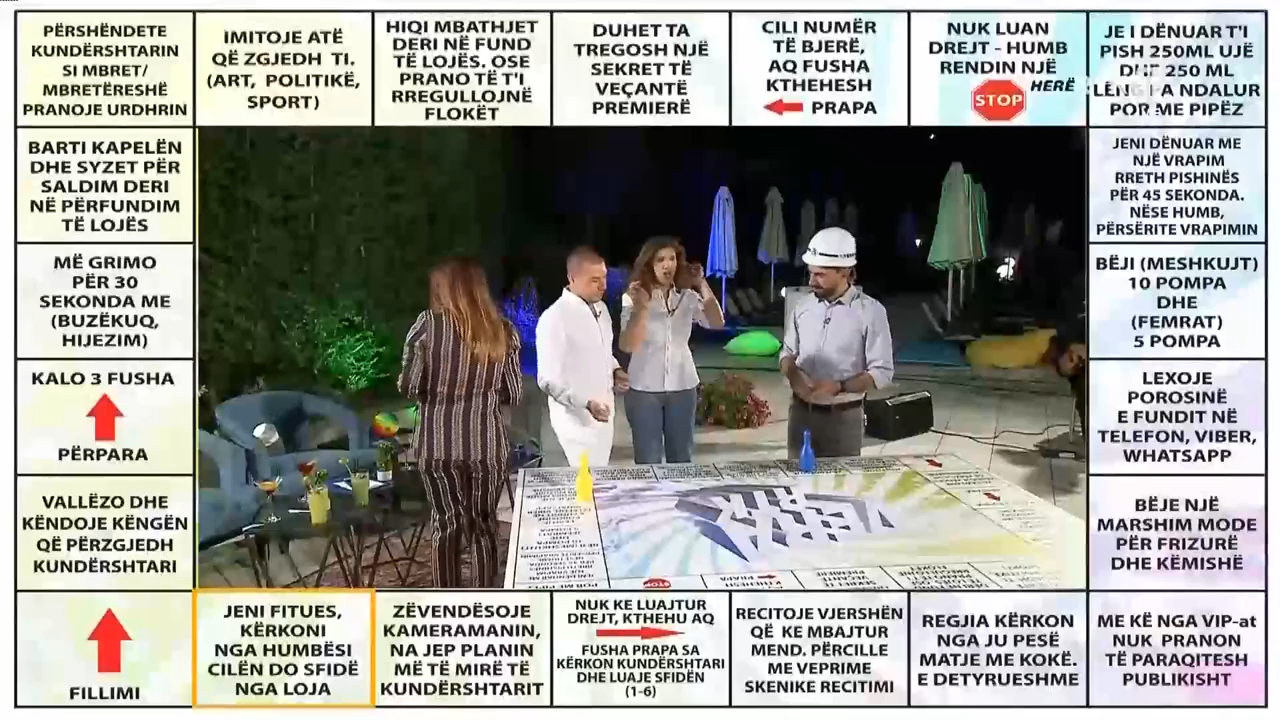 PËRSHËNDETE
KUNDËRSHTARIN
SI MBRET/
MBRETËRESHË
PRANOJE URDHRIN
IMITOJE ATË
QË ZGJEDH TI.
(ART, POLITIKË,
SPORT)
HIQI MBATHJET
DERI NË FUND
TË LOJËS. OSE
PRANO TË T'I
RREGULLOJNË
FLOKËT
DUHET TA
TREGOSH NJË
SEKRET TË
VEÇANTË
PREMIERË
CILI NUMËR
TË BJERË,
AQ FUSHA
KTHEHESH
PRAPA
NUK LUAN
DREJT - HUMB
RENDIN NJË
HERË
STOP
JE I DËNUAR T'I
PISH 250ML UJË
DHE 250 ML
LËNG PA NDALUR
POR ME PIPËZ
BARTI KAPELËN
DHE SYZET PËR
SALDIM DERI
NË PËRFUNDIM
TË LOJËS
JENI DËNUAR ME
NJË VRAPIM
RRETH PISHINËS
PËR 45 SEKONDA.
NËSE HUMB,
PËRSËRITE VRAPIMIN
MË GRIMO
PËR 30
SEKONDA ME
(BUZËKUQ,
HIJEZIM)
BËJI (MESHKUJT)
10 POMPA
DHE
(FEMRAT)
5 POMPA
KALO 3 FUSHA
PËRPARA
LEXOJE
POROSINË
E FUNDIT NË
TELEFON, VIBER,
WHATSAPP
VALLËZO DHE
KËNDOJE KËNGËN
QË PËRZGJEDH
KUNDËRSHTARI
BËJE NJË
MARSHIM MODE
PËR FRIZURË
DHE KËMISHË
VERA
RTK
FILLIMI
JENI FITUES,
KËRKONI
NGA HUMBËSI
CILËN DO SFIDË
NGA LOJA
ZËVENDËSOJE
KAMERAMANIN,
NA JEP PLANIN
MË TË MIRË TË
KUNDËRSHTARIT
NUK KE LUAJTUR
DREJT, KTHEHU AQ
FUSHA PRAPA SA
KËRKON KUNDËRSHTARI
DHE LUAJE SFIDËN
(1-6)
RECITOJE VJERSHËN
QË KE MBAJTUR
MEND. PËRCILLE
ME VEPRIME
SKENIKE RECITIMI
REGJIA KËRKON
NGA JU PESË
MATJE ME KOKË.
E DETYRUESHME
ME KË NGA VIP-at
NUK PRANON
TË PARAQITESH
PUBLIKISHT